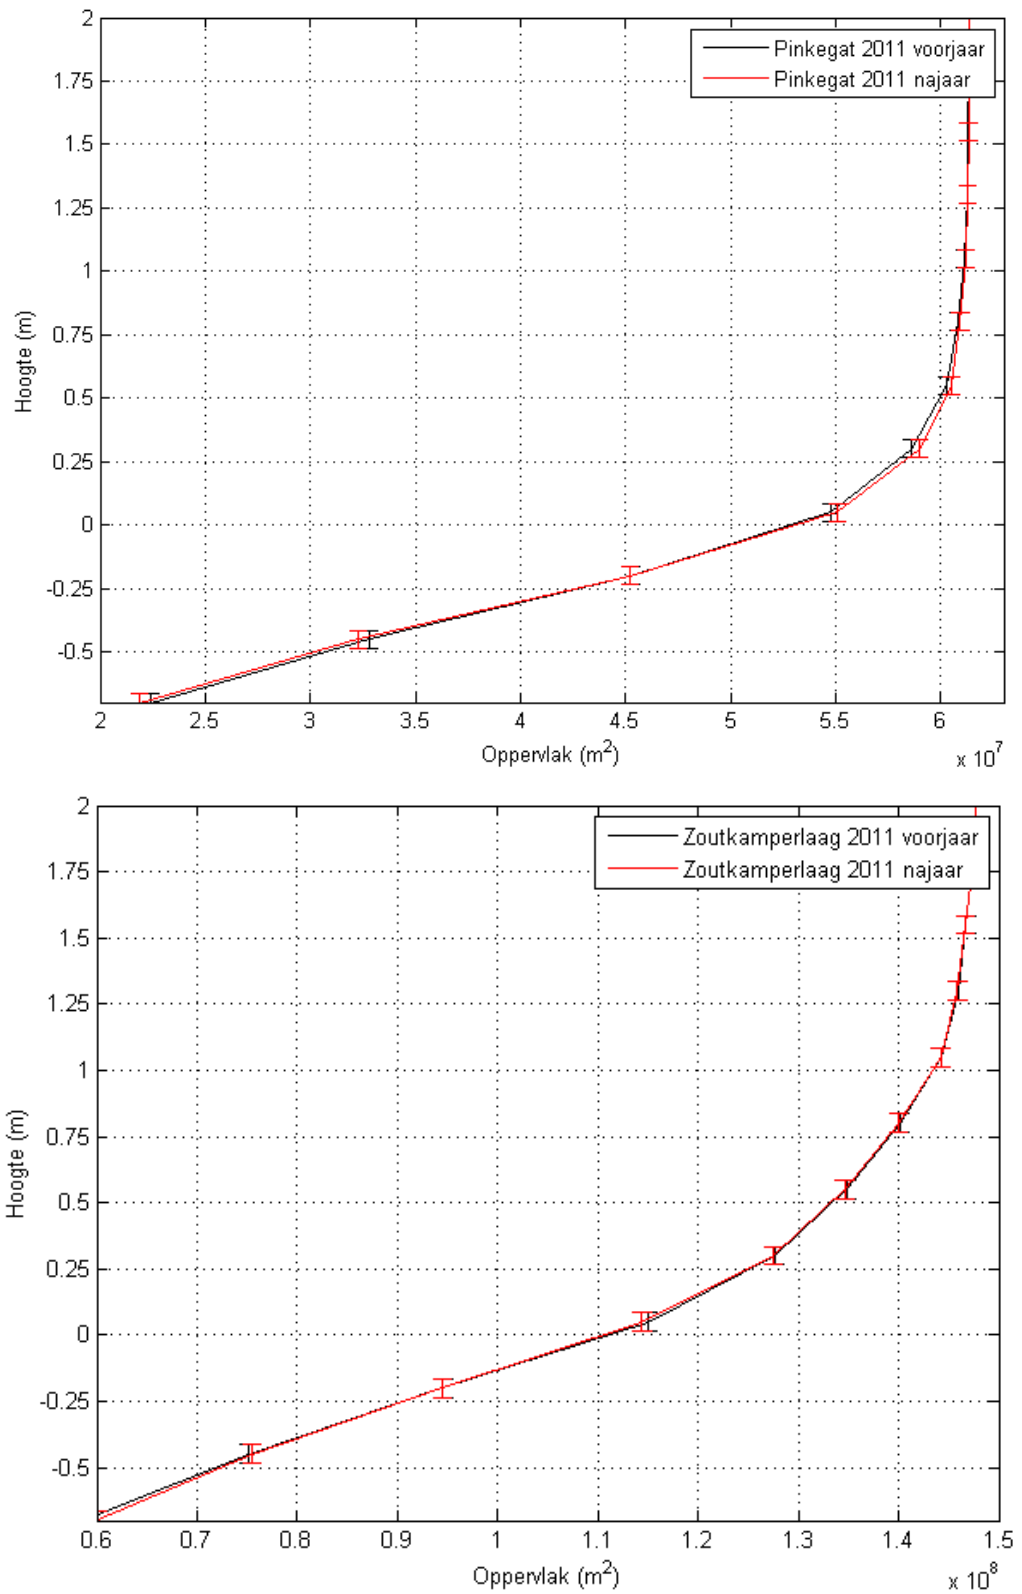 2
Pinkegat 2011 voorjaar
1.75
Pinkegat 2011 najaar
1.5
1.25
1
0.75
0.5
0.25
0
-0.25
-0.5
Hoogte (m)
2 2.5 3 3.5 4 4.5 5 5.5 6
Oppervlak (m²)
x 10⁷
2
Zoutkamperlaag 2011 voorjaar
1.75
Zoutkamperlaag 2011 najaar
1.5
1.25
1
0.75
0.5
0.25
0
-0.25
-0.5
Hoogte (m)
0.6 0.7 0.8 0.9 1 1.1 1.2 1.3 1.4 1.5
Oppervlak (m²)
x 10⁸